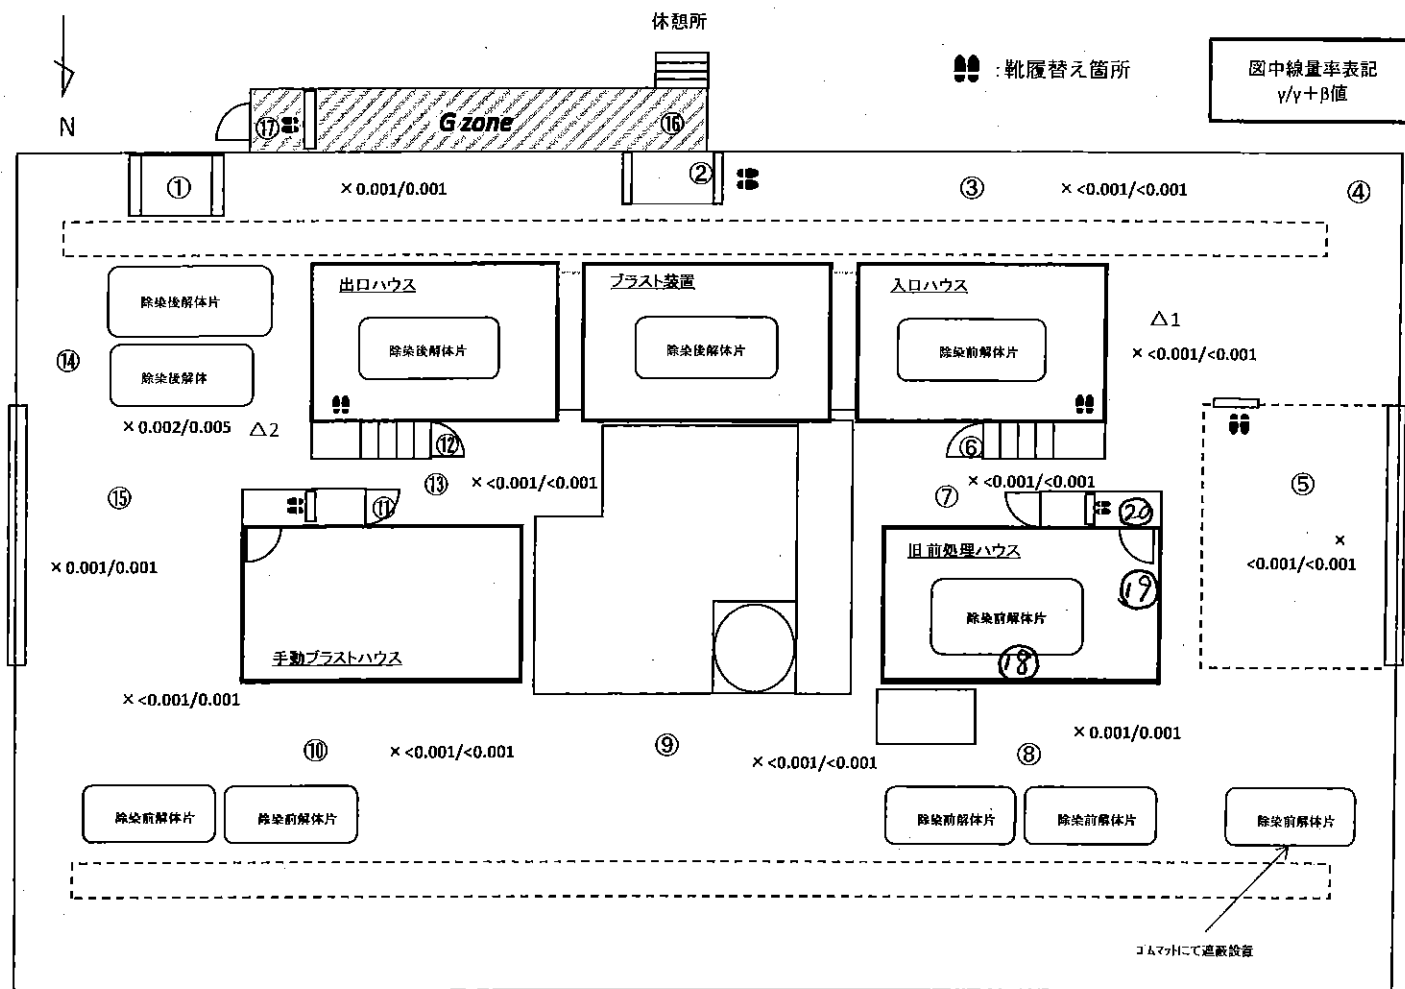 休憩所
:靴履替え箇所
図中線量率表記
γ/γ+β値
N
⑰
G zone
⑯
①
×0.001/0.001
②
③
×<0.001/<0.001
④
除染後解体片
出口ハウス
除染後解体片
ブラスト装置
除染後解体片
入口ハウス
除染前解体片
△1
×<0.001/<0.001
⑭
除染後解体
×0.002/0.005 △2
⑫
⑥
⑮
⑬
×<0.001/<0.001
⑦
×<0.001/<0.001
⑤
⑪
⑳
×
<0.001/<0.001
×0.001/0.001
旧前処理ハウス
除染前解体片
⑲
⑱
手動ブラストハウス
×<0.001/0.001
⑩
×<0.001/<0.001
⑨
×<0.001/<0.001
⑧
×0.001/0.001
除染前解体片
除染前解体片
除染前解体片
除染前解体片
除染前解体片
ゴムマットにて遮蔽設置